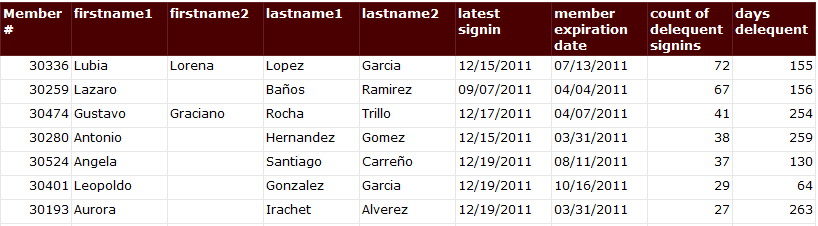 Member # firstname1 firstname2 lastname1 lastname2 latest signin member expiration date count of delequent signins days delequent
30336 Lubia Lorena Lopez Garcia 12/15/2011 07/13/2011 72 155
30259 Lazaro Baños Ramirez 09/07/2011 04/04/2011 67 156
30474 Gustavo Graciano Rocha Trillo 12/17/2011 04/07/2011 41 254
30280 Antonio Hernandez Gomez 12/15/2011 03/31/2011 38 259
30524 Angela Santiago Carreño 12/19/2011 08/11/2011 37 130
30401 Leopoldo Gonzalez Garcia 12/19/2011 10/16/2011 29 64
30193 Aurora Irachet Alverez 12/19/2011 03/31/2011 27 263